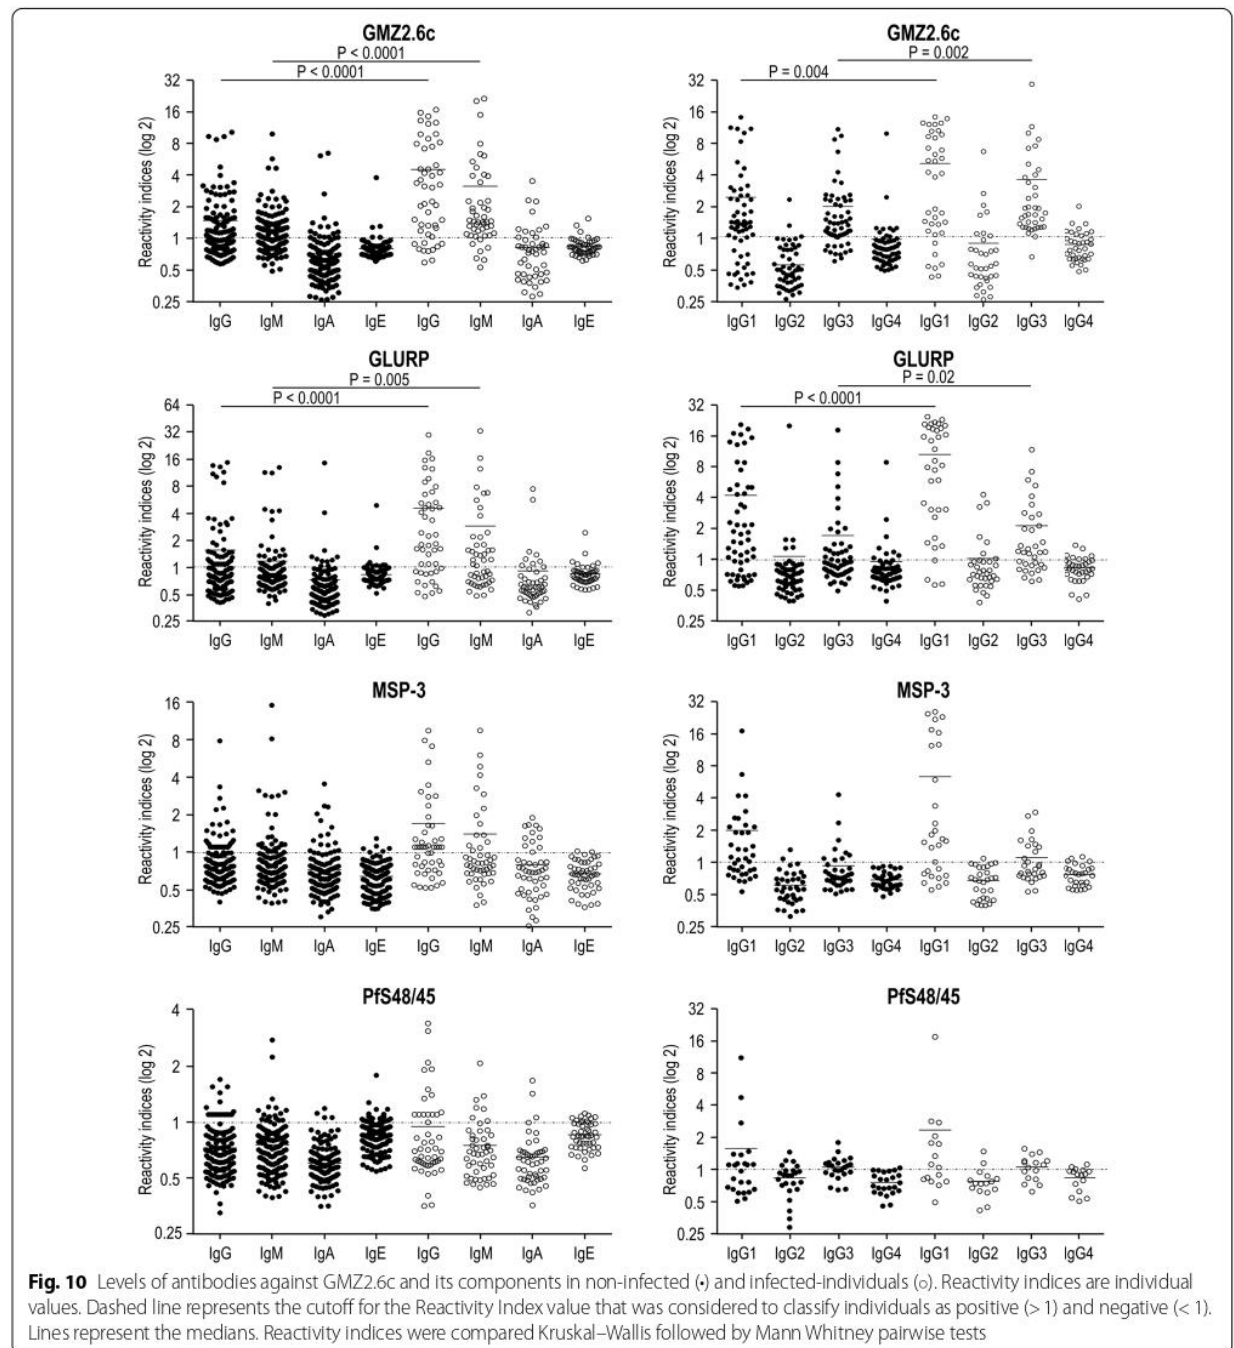 GMZ2.6c
P < 0.0001
P < 0.0001
32
16
8
4
2
1
0.5
0.25
Reactivity indices (log 2)
IgG IgM IgA IgE IgG IgM IgA IgE
GMZ2.6c
P = 0.002
P = 0.004
32
16
8
4
2
1
0.5
0.25
Reactivity indices (log 2)
IgG1 IgG2 IgG3 IgG4 IgG1 IgG2 IgG3 IgG4
GLURP
P = 0.005
P < 0.0001
64
32
16
8
4
2
1
0.5
0.25
Reactivity indices (log 2)
IgG IgM IgA IgE IgG IgM IgA IgE
GLURP
P = 0.02
P < 0.0001
32
16
8
4
2
1
0.5
0.25
Reactivity indices (log 2)
IgG1 IgG2 IgG3 IgG4 IgG1 IgG2 IgG3 IgG4
MSP-3
16
8
4
2
1
0.5
0.25
Reactivity indices (log 2)
IgG IgM IgA IgE IgG IgM IgA IgE
MSP-3
32
16
8
4
2
1
0.5
0.25
Reactivity indices (log 2)
IgG1 IgG2 IgG3 IgG4 IgG1 IgG2 IgG3 IgG4
PfS48/45
4
2
1
0.5
0.25
Reactivity indices (log 2)
IgG IgM IgA IgE IgG IgM IgA IgE
PfS48/45
32
16
8
4
2
1
0.5
0.25
Reactivity indices (log 2)
IgG1 IgG2 IgG3 IgG4 IgG1 IgG2 IgG3 IgG4
Fig. 10 Levels of antibodies against GMZ2.6c and its components in non-infected (•) and infected-individuals (○). Reactivity indices are individual
values. Dashed line represents the cutoff for the Reactivity Index value that was considered to classify individuals as positive (> 1) and negative (< 1).
Lines represent the medians. Reactivity indices were compared Kruskal–Wallis followed by Mann Whitney pairwise tests